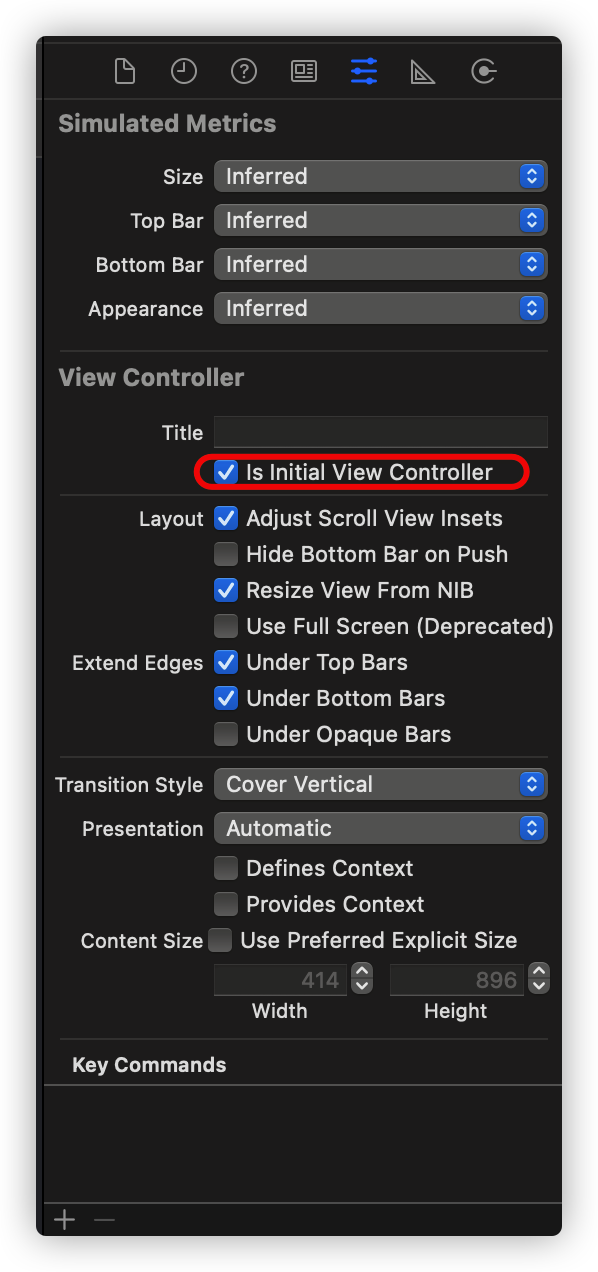 Simulated Metrics
Size Inferred
Top Bar Inferred
Bottom Bar Inferred
Appearance Inferred
View Controller
Title
Is Initial View Controller
Layout Adjust Scroll View Insets
Hide Bottom Bar on Push
Resize View From NIB
Use Full Screen (Deprecated)
Extend Edges Under Top Bars
Under Bottom Bars
Under Opaque Bars
Transition Style Cover Vertical
Presentation Automatic
Defines Context
Provides Context
Content Size Use Preferred Explicit Size
414 896
Width Height
Key Commands